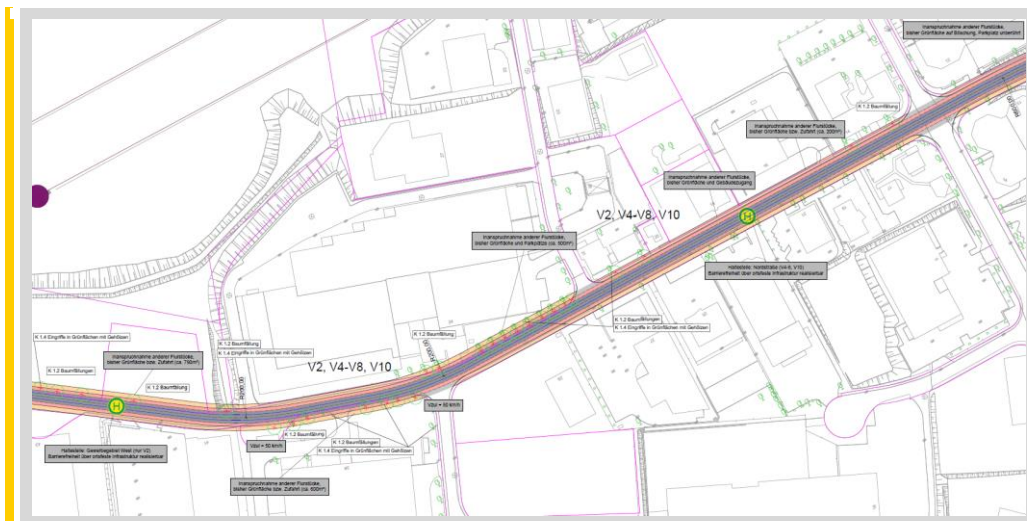 Inanspruchnahme anderer Flurstücke,
bisher Grünfläche auf Böschung, Parkplatz unberührt
K 1.2 Baumfällung
Inanspruchnahme anderer Flurstücke,
bisher Grünfläche bzw. Zufahrt (ca. 200m²)
Inanspruchnahme anderer Flurstücke,
bisher Grünfläche und Gebäudezugang
V2, V4-V8, V10
H
Inanspruchnahme anderer Flurstücke,
bisher Grünfläche und Parkplätze (ca. 500m²)
Haltestelle: Nordstraße (V4-8, V10)
Barrierefreiheit über ortsfeste Infrastruktur realisierbar
K 1.2 Baumfällungen
K 1.4 Eingriffe in Grünflächen mit Gehölzen
K 1.2 Baumfällung
K 1.4 Eingriffe in Grünflächen mit Gehölzen
K 1.2 Baumfällung
K 1.4 Eingriffe in Grünflächen mit Gehölzen
Inanspruchnahme anderer Flurstücke,
bisher Grünfläche bzw. Zufahrt (ca. 750m²)
V2, V4-V8, V10
K 1.2 Baumfällungen
K 1.2 Baumfällung
H
Vzul = 50 km/h
K 1.2 Baumfällung
Vzul = 50 km/h
K 1.2 Baumfällungen
K 1.4 Eingriffe in Grünflächen mit Gehölzen
Haltestelle: Gewerbegebiet West (nur V2)
Barrierefreiheit über ortsfeste Infrastruktur realisierbar
Inanspruchnahme anderer Flurstücke,
bisher Grünfläche bzw. Zufahrt (ca. 600m²)